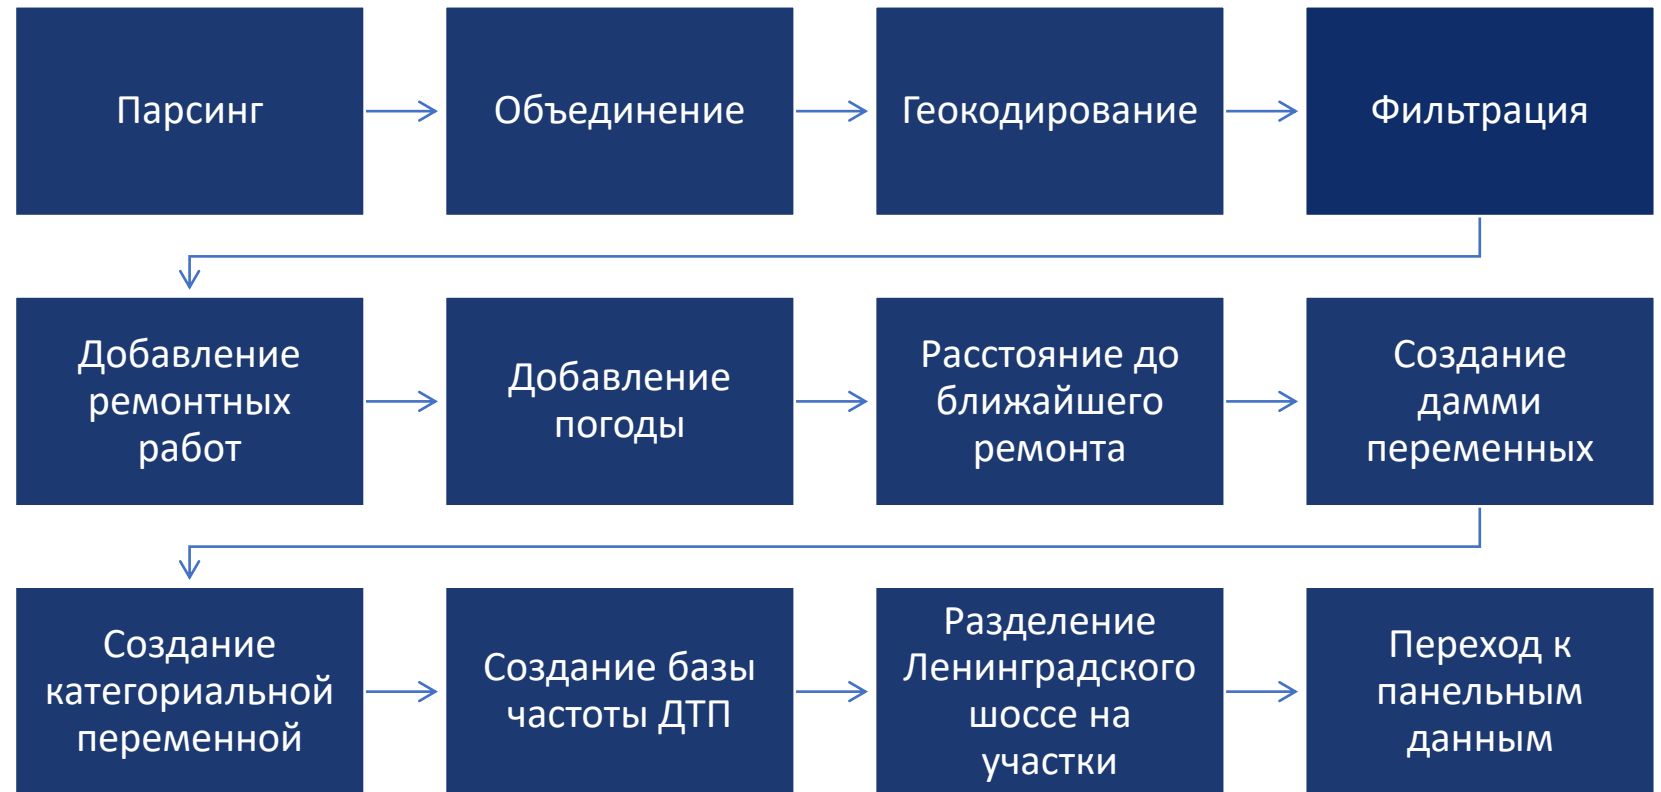 Парсинг
Объединение
Геокодирование
Фильтрация
Добавление
ремонтных
работ
Добавление
погоды
Расстояние до
ближайшего
ремонта
Создание
дамми
переменных
Создание
категориальной
переменной
Создание базы
частоты ДТП
Разделение
Ленинградского
шоссе на
участки
Переход к
панельным
данным